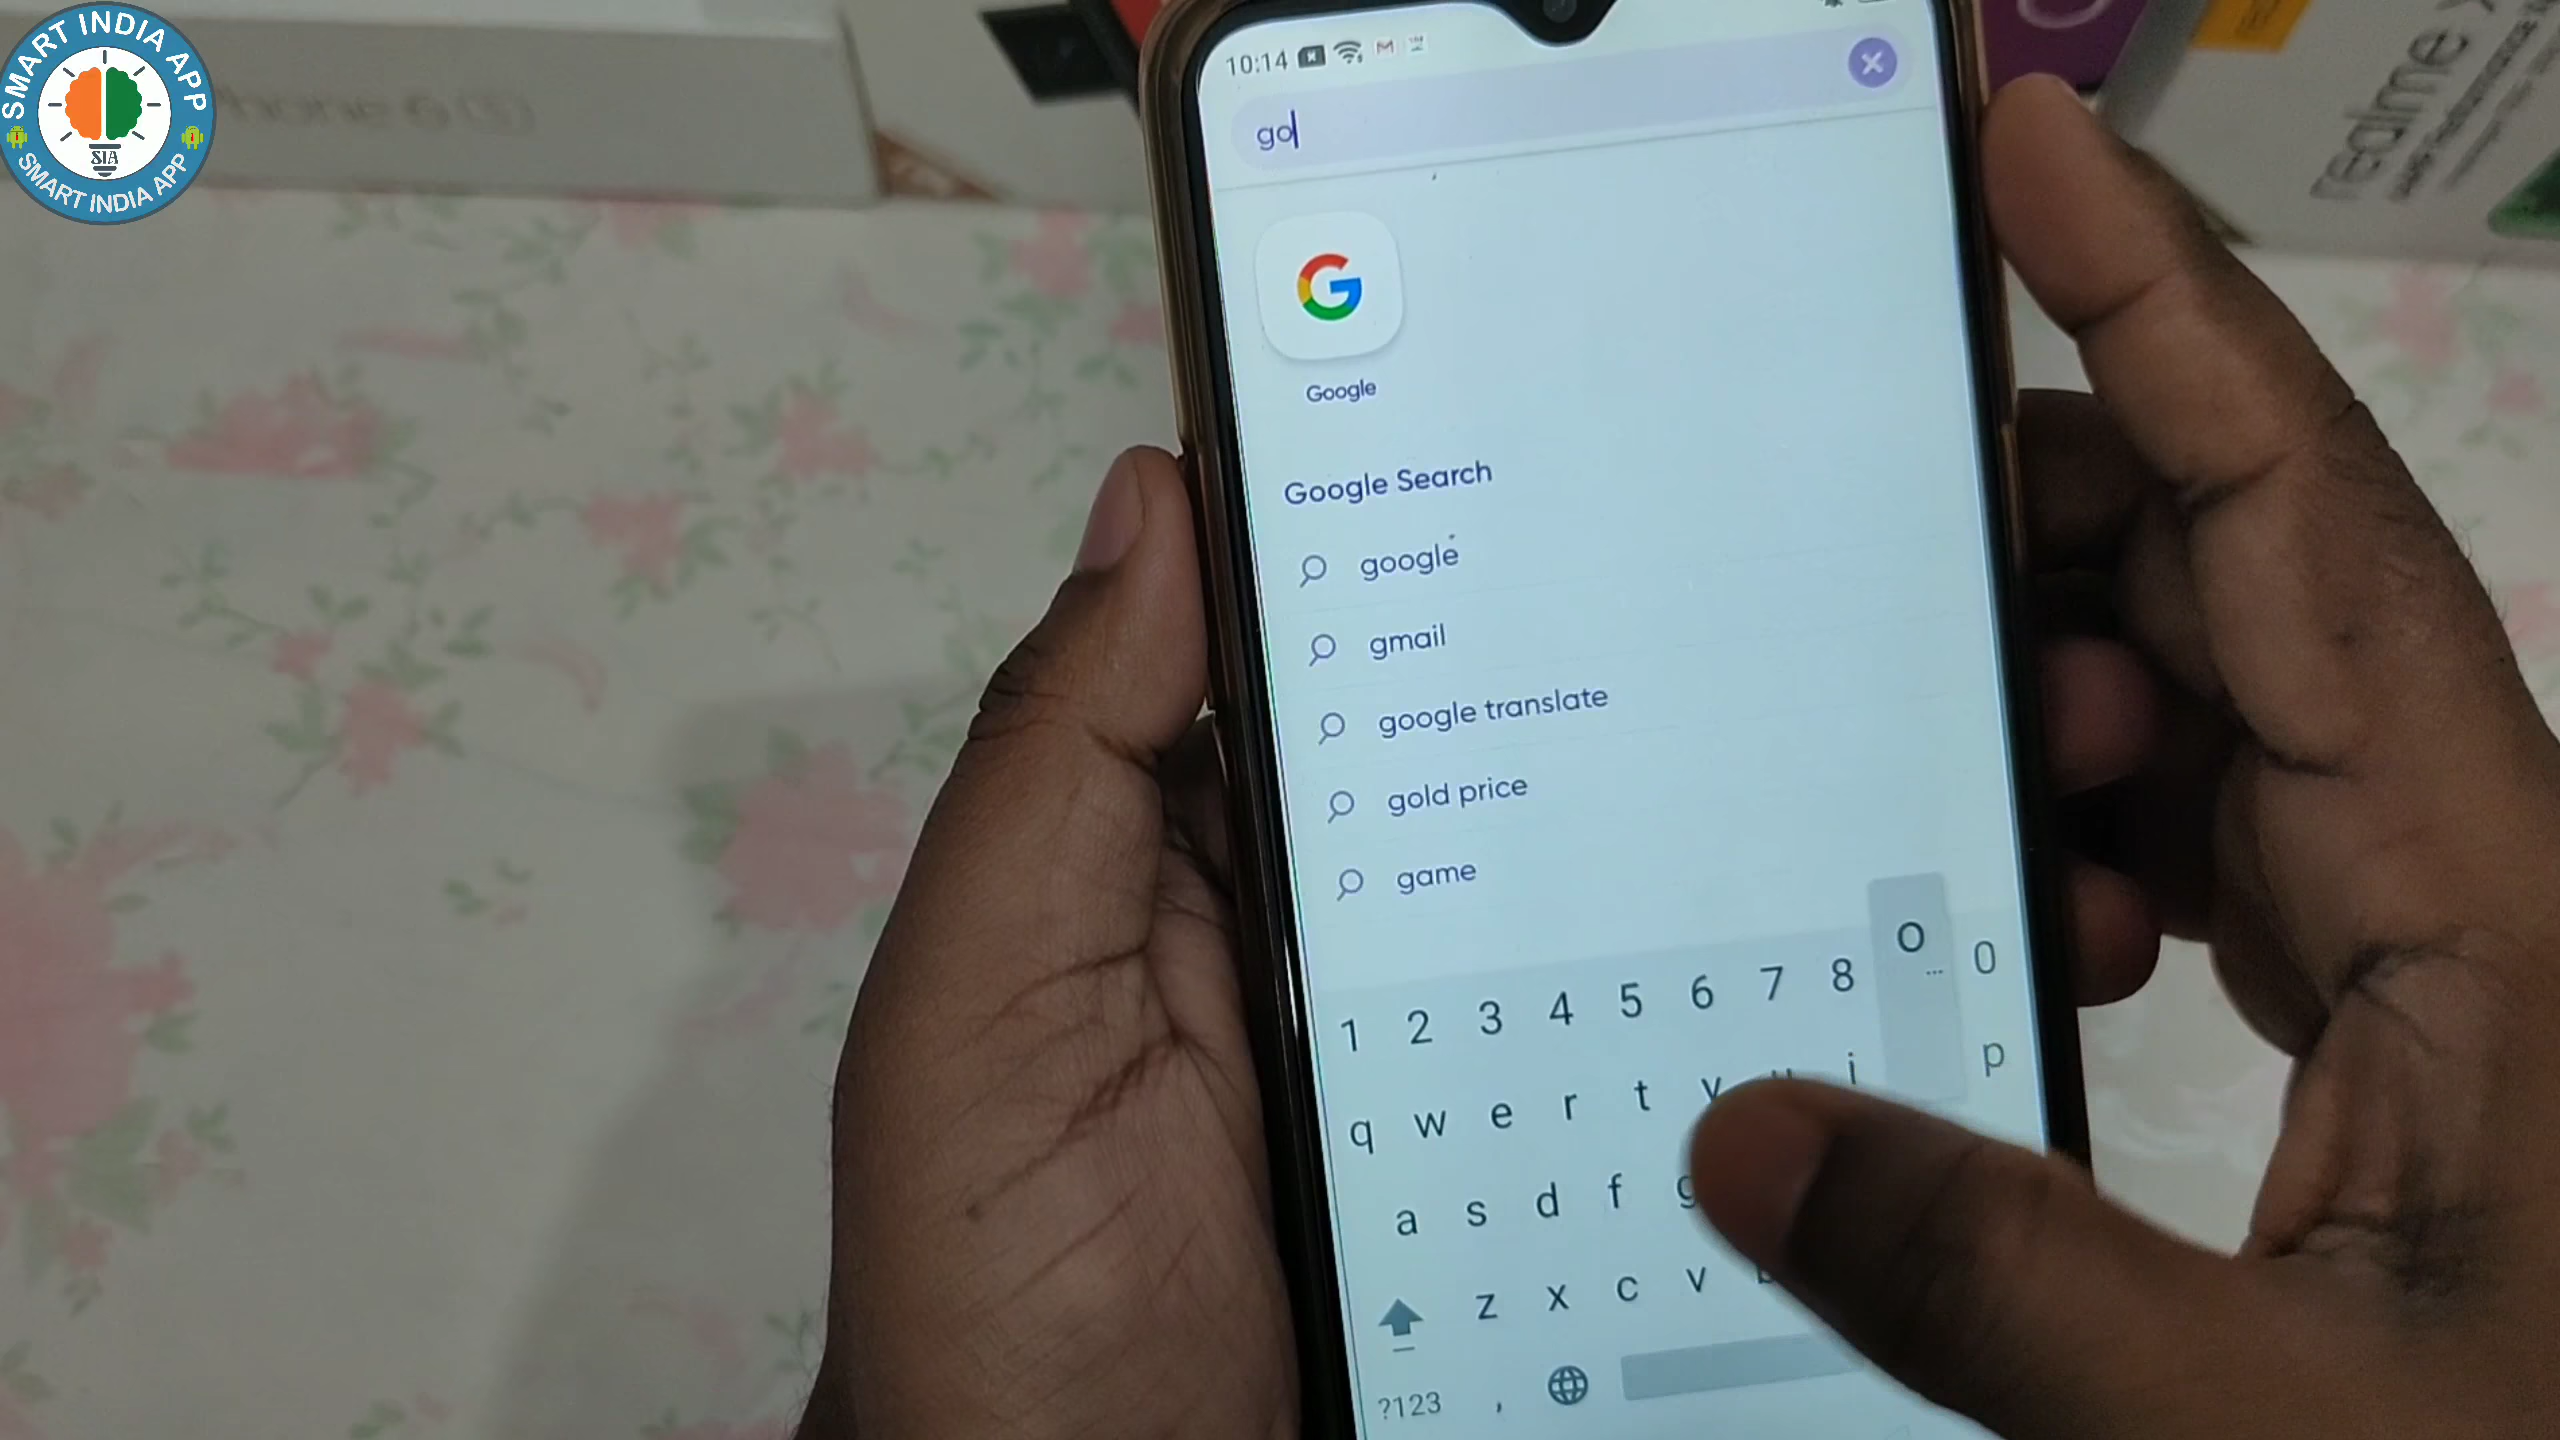 SMART INDIA APP
SIA
SMART INDIA APP
10:14
go
Google
Google Search
google
gmail
google translate
gold price
game
1 2 3 4 5 6 7 8 o 0
q w e r t y u i p
a s d f g
z x c v b
?123 ,
realme